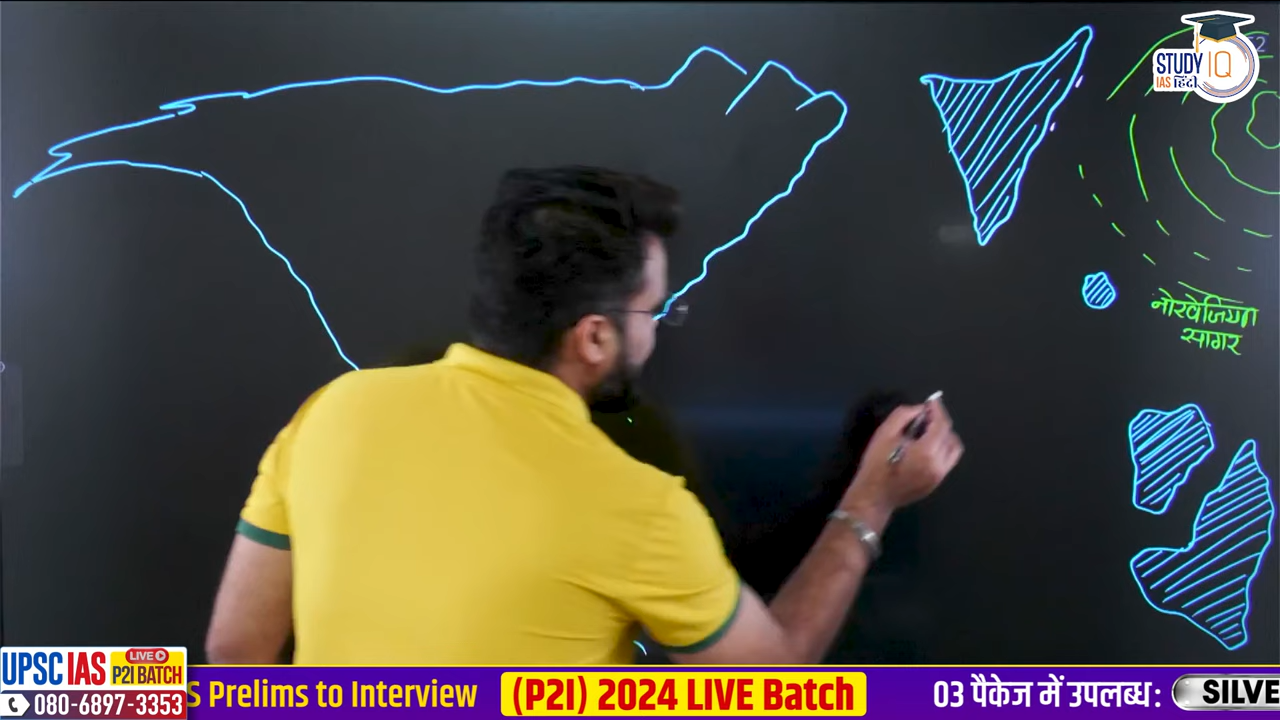 STUDY IQ
IAS हिंदी
नोरवेजियन
सागर
LIVE
UPSC IAS P2I BATCH
080-6897-3353
S Prelims to Interview
(P2I) 2024 LIVE Batch
03 पैकेज में उपलब्ध:
SILVE